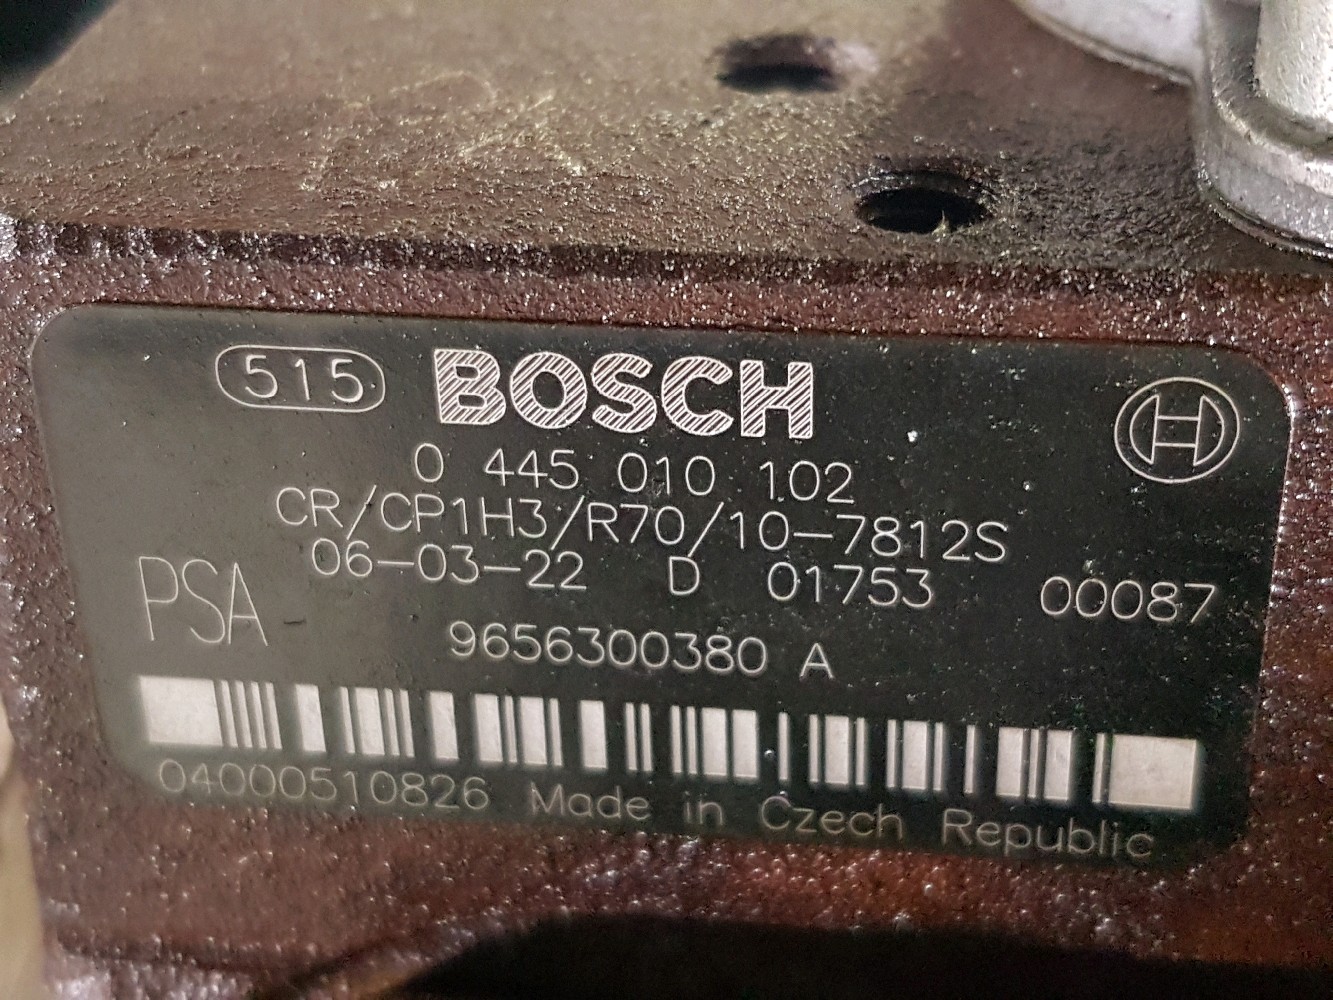 515 BOSCH
0 445 010 102
CR/CP1H3/R70/10-7812S
06-03-22 D 01753 00087
PSA 9656300380 A
04000510826 Made in Czech Republic